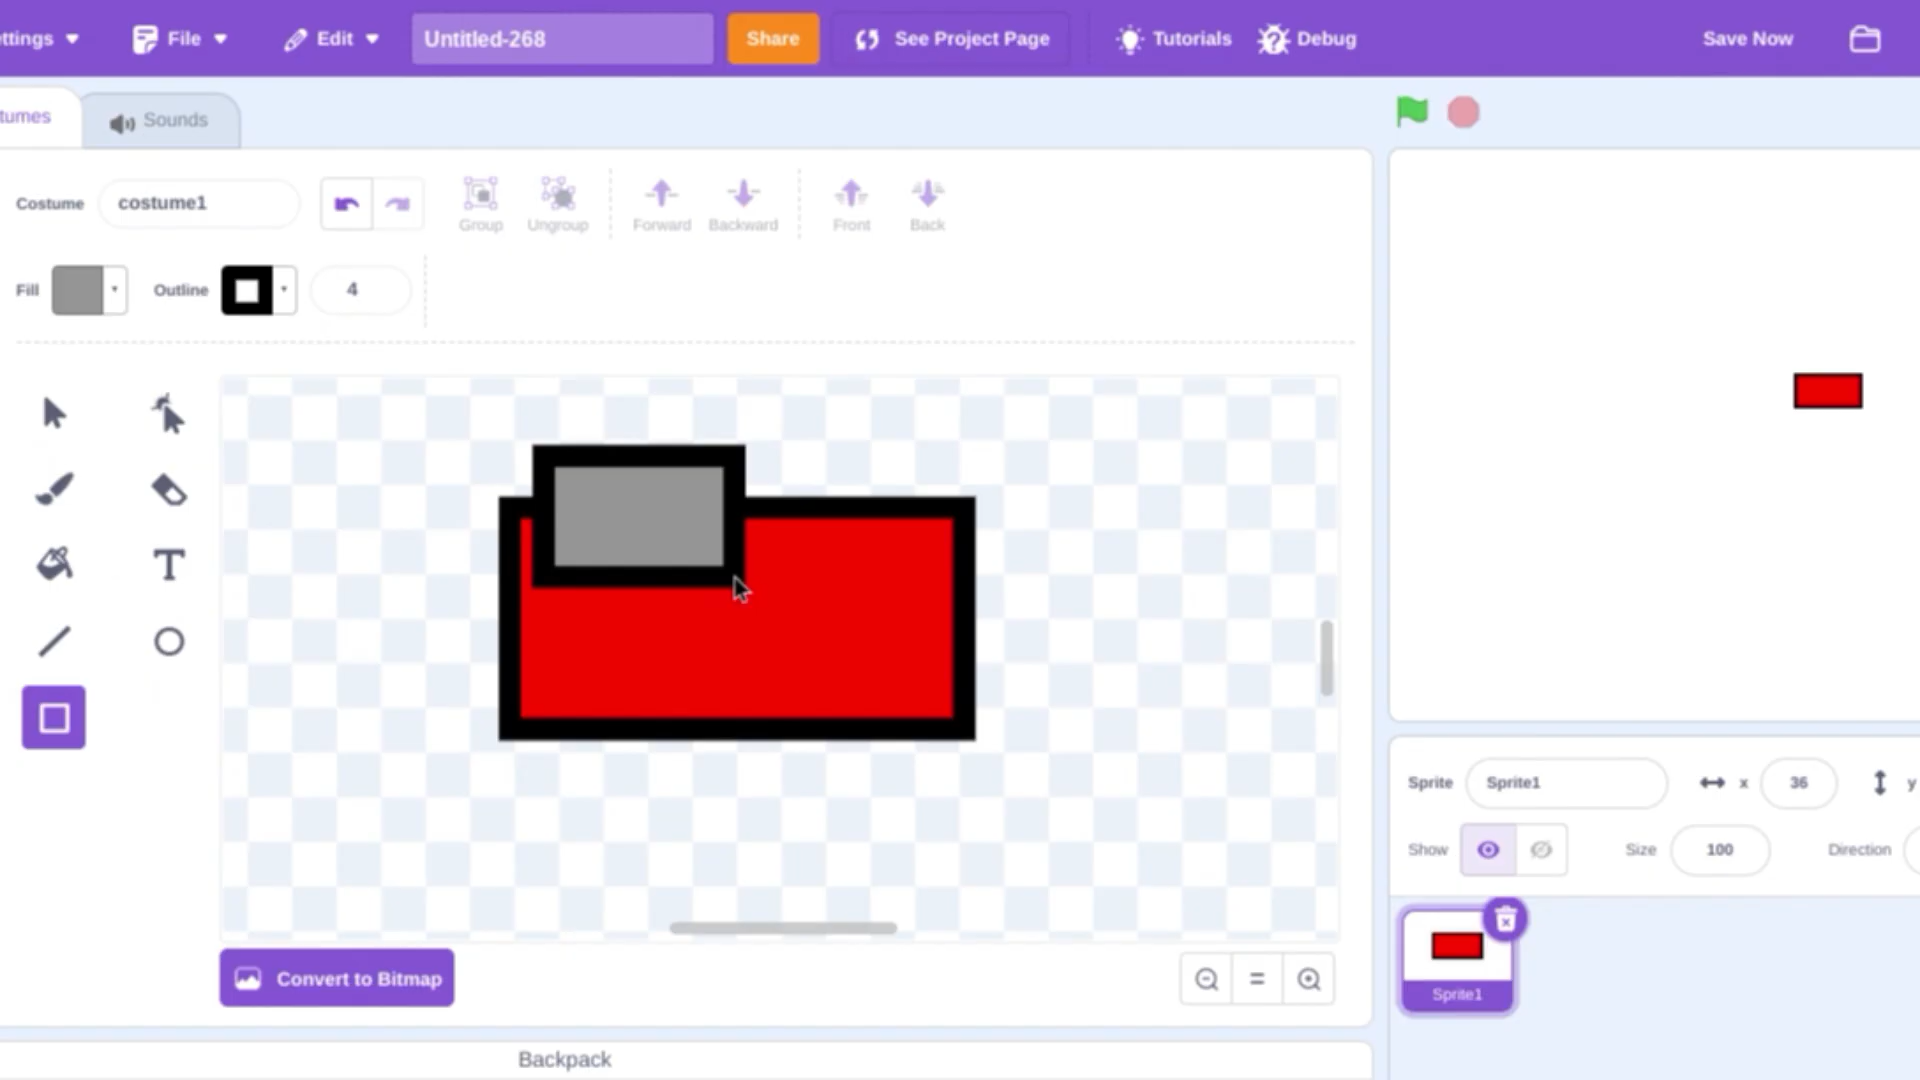 ttings
File
Edit
Untitled-268
Share
See Project Page
Tutorials
Debug
Save Now
tumes
Sounds
Costume
costume1
Group
Ungroup
Forward
Backward
Front
Back
Fill
Outline
4
T
Convert to Bitmap
=
Backpack
Sprite
Sprite1
x
36
y
Show
Size
100
Direction
Sprite1